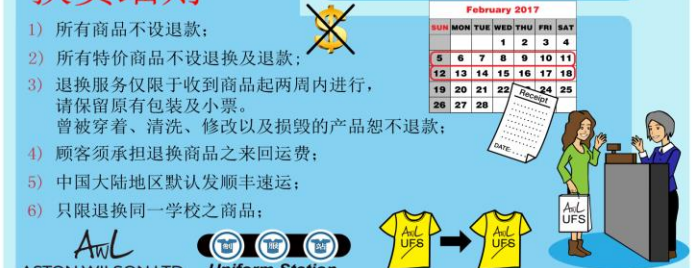 1) 所有商品不设退款;
2) 所有特价商品不设退换及退款;
3) 退换服务仅限于收到商品起两周内进行,
请保留原有包装及小票。
曾被穿着、清洗、修改以及损毁的产品恕不退款;
4) 顾客须承担退换商品之来回运费;
5) 中国大陆地区默认发顺丰速运;
6) 只限退换同一学校之商品;
$
February 2017
SUN MON TUE WED THU FRI SAT
1 2 3 4
5 6 7 8 9 10 11
12 13 14 15 16 17 18
19 20 21 22 24 25
26 27 28
Receipt
DATE:
AWL
UFS
AWL
UFS
AWL
UFS
AWL
ASTON WILSON LTD
Uniform Station